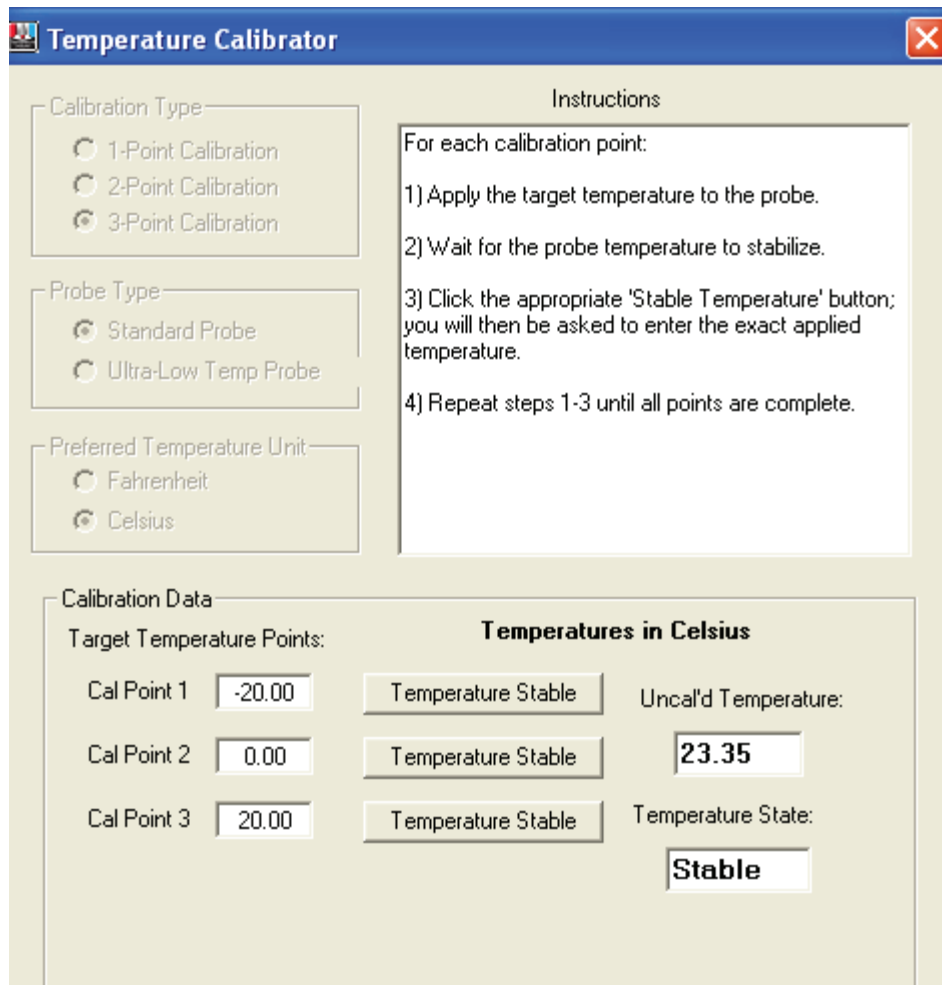 Temperature Calibrator
Calibration Type
1-Point Calibration
2-Point Calibration
3-Point Calibration
Probe Type
Standard Probe
Ultra-Low Temp Probe
Preferred Temperature Unit
Fahrenheit
Celsius
Instructions
For each calibration point:
1) Apply the target temperature to the probe.
2) Wait for the probe temperature to stabilize.
3) Click the appropriate 'Stable Temperature' button;
you will then be asked to enter the exact applied
temperature.
4) Repeat steps 1-3 until all points are complete.
Calibration Data
Target Temperature Points:
Temperatures in Celsius
Cal Point 1 -20.00 Temperature Stable
Uncal'd Temperature:
Cal Point 2 0.00 Temperature Stable 23.35
Cal Point 3 20.00 Temperature Stable
Temperature State:
Stable